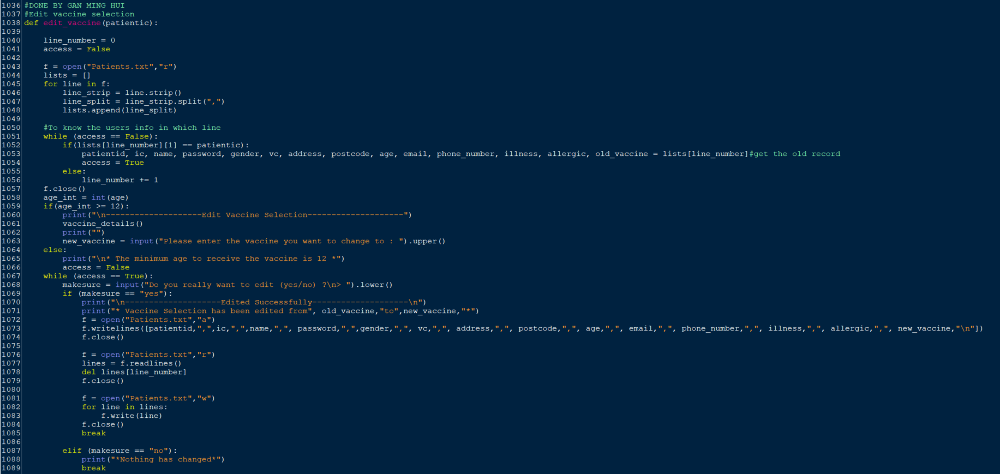 1036 #DONE BY GAN MING HUI
1037 #Edit vaccine selection
1038 def edit_vaccine(patientic):
1039
1040     line_number = 0
1041     access = False
1042
1043     f = open("Patients.txt","r")
1044     lists = []
1045     for line in f:
1046         line_strip = line.strip()
1047         line_split = line_strip.split(",")
1048         lists.append(line_split)
1049
1050     #To know the users info in which line
1051     while (access == False):
1052         if(lists[line_number][1] == patientic):
1053             patientid, ic, name, password, gender, vc, address, postcode, age, email, phone_number, illness, allergic, old_vaccine = lists[line_number]#get the old record
1054             access = True
1055         else:
1056             line_number += 1
1057     f.close()
1058     age_int = int(age)
1059     if(age_int >= 12):
1060         print("\n--------------------Edit Vaccine Selection--------------------")
1061         vaccine_details()
1062         print("")
1063         new_vaccine = input("Please enter the vaccine you want to change to : ").upper()
1064     else:
1065         print("\n* The minimum age to receive the vaccine is 12 *")
1066         access = False
1067     while (access == True):
1068         makesure = input("Do you really want to edit (yes/no) ?\n> ").lower()
1069         if (makesure == "yes"):
1070             print("\n--------------------Edited Successfully--------------------\n")
1071             print("* Vaccine Selection has been edited from", old_vaccine,"to",new_vaccine,"*")
1072             f = open("Patients.txt","a")
1073             f.writelines([patientid,",",ic,",",name,",", password,",",gender,",", vc,",", address,",", postcode,",", age,",", email,",", phone_number,",", illness,",", allergic,",", new_vaccine,"\n"])
1074             f.close()
1075
1076             f = open("Patients.txt","r")
1077             lines = f.readlines()
1078             del lines[line_number]
1079             f.close()
1080
1081             f = open("Patients.txt","w")
1082             for line in lines:
1083                 f.write(line)
1084             f.close()
1085             break
1086
1087         elif (makesure == "no"):
1088             print("*Nothing has changed*")
1089             break